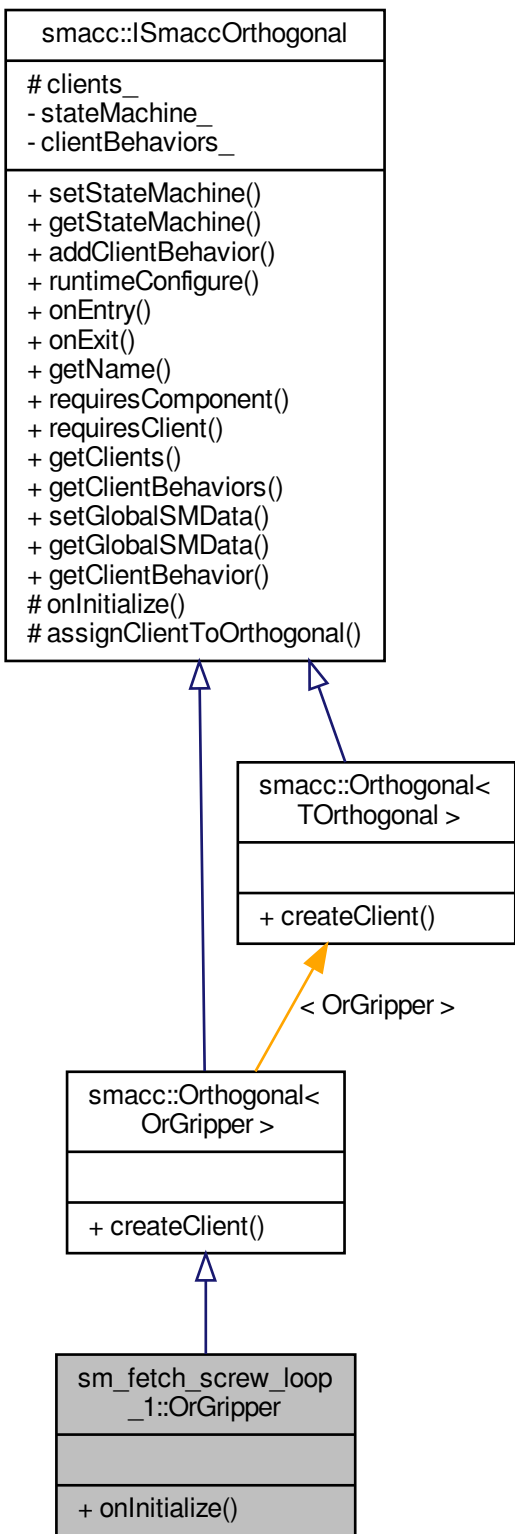 smacc::ISmaccOrthogonal
# clients_
- stateMachine_
- clientBehaviors_
+ setStateMachine()
+ getStateMachine()
+ addClientBehavior()
+ runtimeConfigure()
+ onEntry()
+ onExit()
+ getName()
+ requiresComponent()
+ requiresClient()
+ getClients()
+ getClientBehaviors()
+ setGlobalSMData()
+ getGlobalSMData()
+ getClientBehavior()
# onInitialize()
# assignClientToOrthogonal()
smacc::Orthogonal<
TOrthogonal >
+ createClient()
< OrGripper >
smacc::Orthogonal<
OrGripper >
+ createClient()
sm_fetch_screw_loop
_1::OrGripper
+ onInitialize()